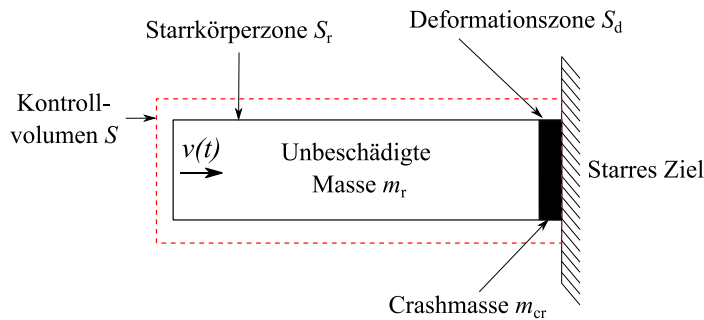 Starrkörperzone Sr
Deformationszone Sd
Kontroll-
volumen S
v(t)
Unbeschädigte
Masse mr
Starres Ziel
Crashmasse mcr